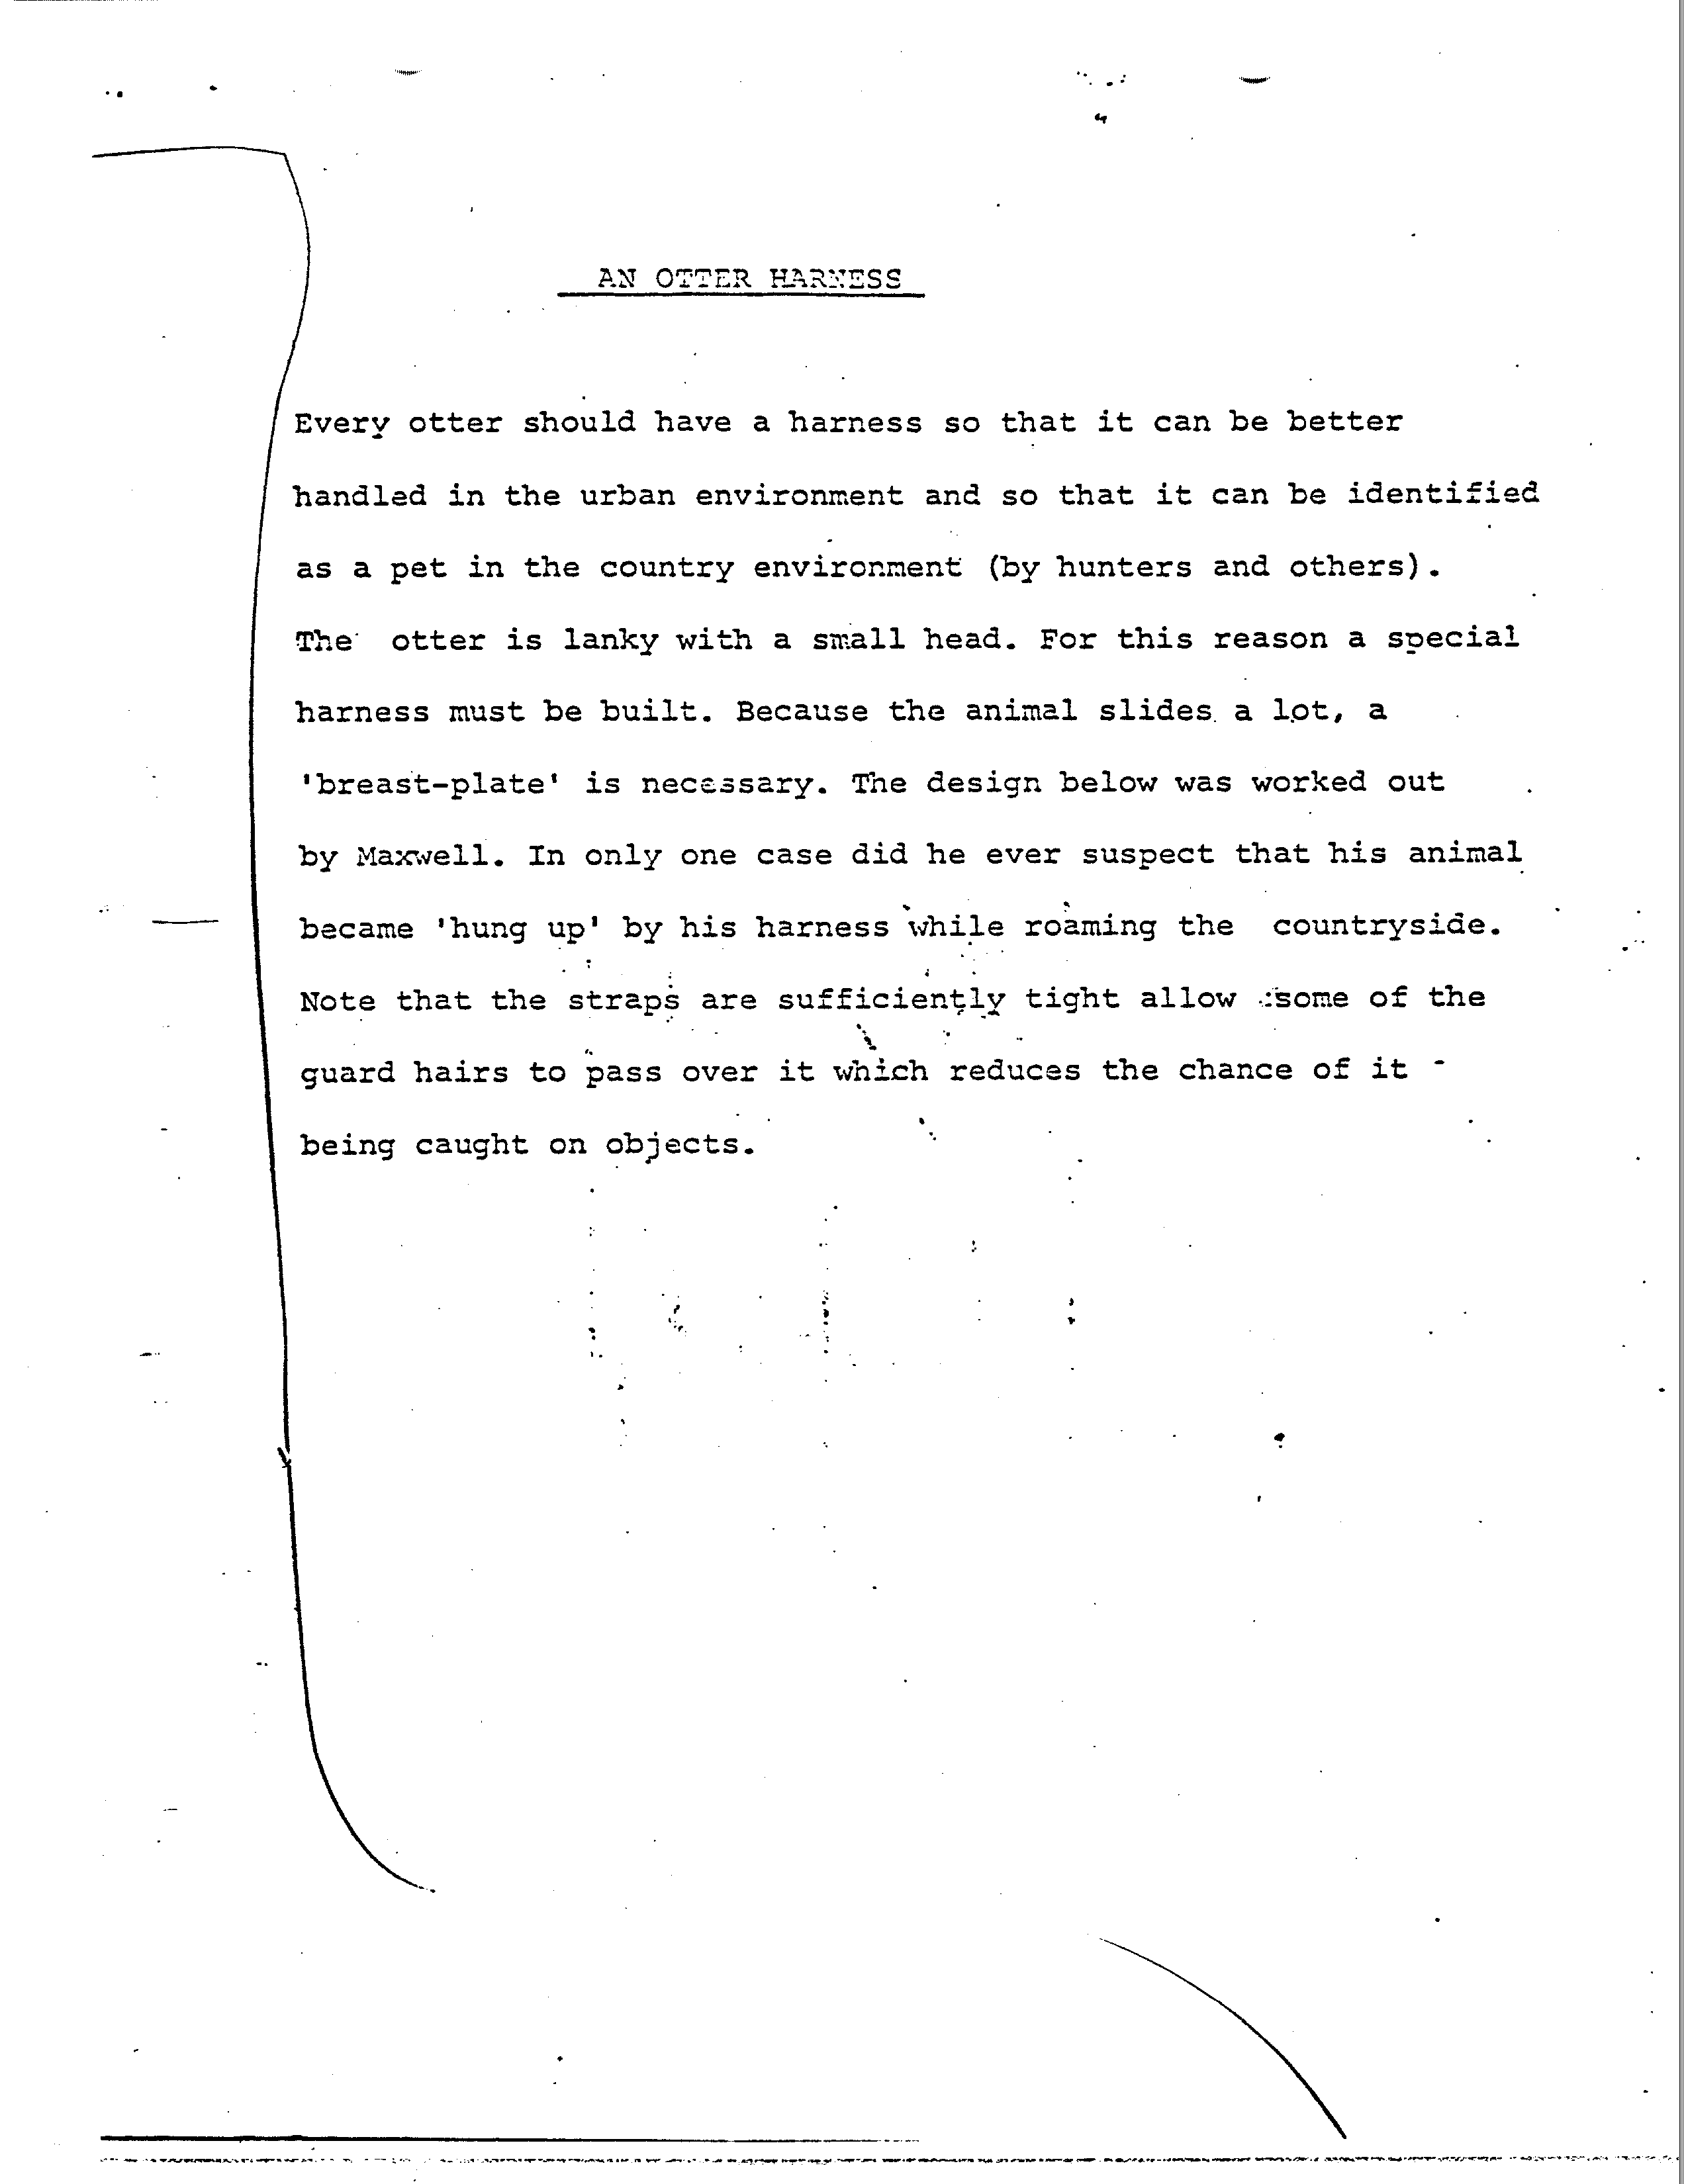 AN OTTER HARNESS
Every otter should have a harness so that it can be better
handled in the urban environment and so that it can be identified
as a pet in the country environment (by hunters and others).
The otter is lanky with a small head. For this reason a special
harness must be built. Because the animal slides a lot, a
'breast-plate' is necessary. The design below was worked out
by Maxwell. In only one case did he ever suspect that his animal
became 'hung up' by his harness while roaming the countryside.
Note that the straps are sufficiently tight allow some of the
guard hairs to pass over it which reduces the chance of it -
being caught on objects.